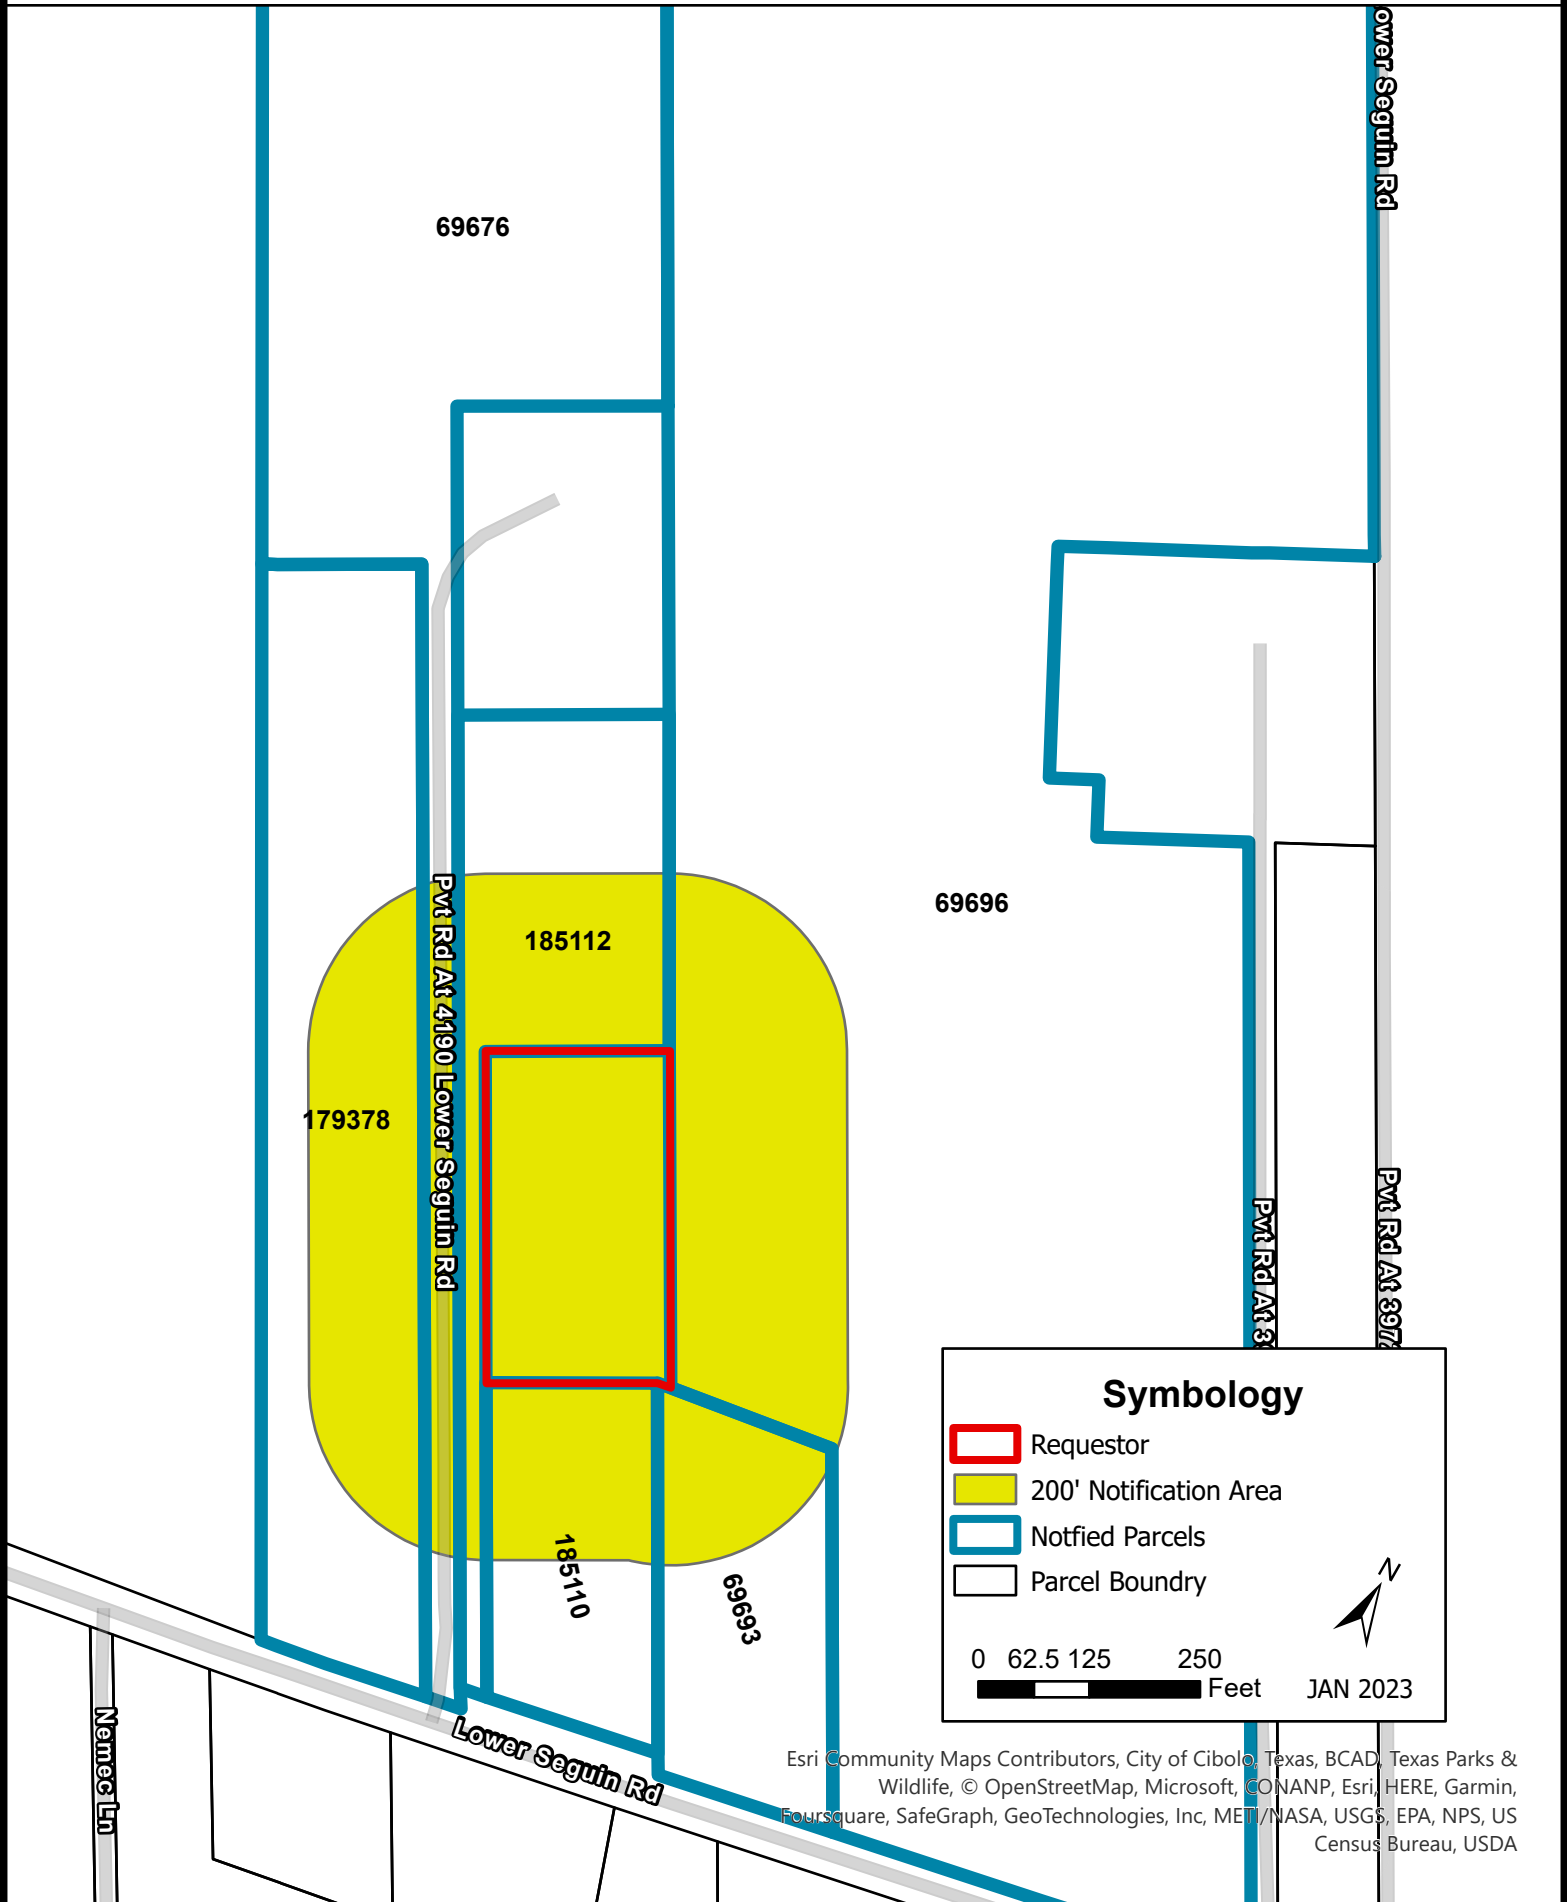 ower Seguin Rd
69676
69696
185112
Pvt Rd At 4190 Lower Seguin Rd
179378
Pvt Rd At 3
Pvt Rd At 397
185110
69693
Symbology
Requestor
200' Notification Area
Notfied Parcels
Parcel Boundry
N
0 62.5 125 250
Feet
JAN 2023
Nemec Ln
Lower Seguin Rd
Esri Community Maps Contributors, City of Cibolo, Texas, BCAD, Texas Parks &
Wildlife, © OpenStreetMap, Microsoft, CONANP, Esri, HERE, Garmin,
Foursquare, SafeGraph, GeoTechnologies, Inc, METI/NASA, USGS, EPA, NPS, US
Census Bureau, USDA